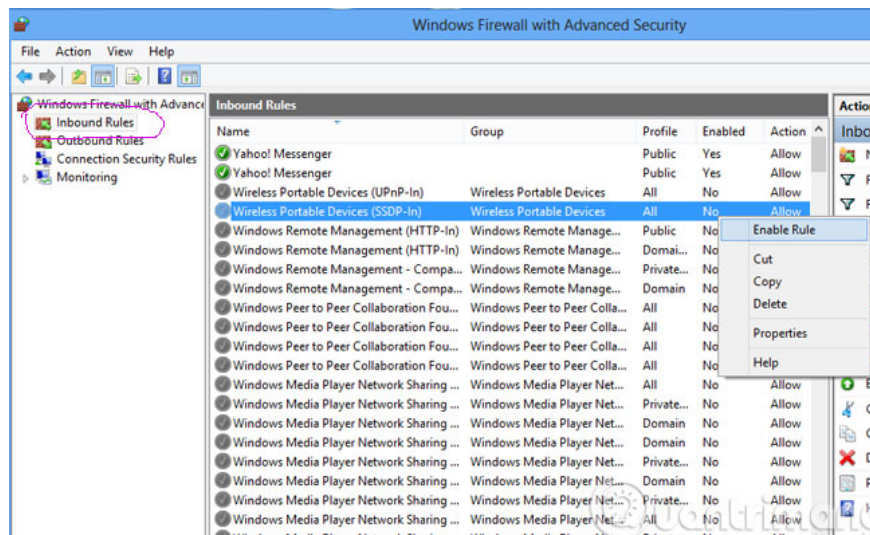 Windows Firewall with Advanced Security
File Action View Help
Windows Firewall with Advance
Inbound Rules
Outbound Rules
Connection Security Rules
Monitoring
Inbound Rules
Name Group Profile Enabled Action
Yahoo! Messenger Public Yes Allow
Yahoo! Messenger Public Yes Allow
Wireless Portable Devices (UPnP-In) Wireless Portable Devices All No Allow
Wireless Portable Devices (SSDP-In) Wireless Portable Devices All No Allow
Windows Remote Management (HTTP-In) Windows Remote Manage... Public No
Windows Remote Management (HTTP-In) Windows Remote Manage... Domai... No
Windows Remote Management - Compa... Windows Remote Manage... Private... No
Windows Remote Management - Compa... Windows Remote Manage... Domain No
Windows Peer to Peer Collaboration Fou... Windows Peer to Peer Colla... All No
Windows Peer to Peer Collaboration Fou... Windows Peer to Peer Colla... All No
Windows Peer to Peer Collaboration Fou... Windows Peer to Peer Colla... All No
Windows Peer to Peer Collaboration Fou... Windows Peer to Peer Colla... All No
Windows Media Player Network Sharing ... Windows Media Player Net... All No Allow
Windows Media Player Network Sharing ... Windows Media Player Net... Private... No Allow
Windows Media Player Network Sharing ... Windows Media Player Net... Domain No Allow
Windows Media Player Network Sharing ... Windows Media Player Net... Domain No Allow
Windows Media Player Network Sharing ... Windows Media Player Net... Private... No Allow
Windows Media Player Network Sharing ... Windows Media Player Net... Domain No Allow
Windows Media Player Network Sharing ... Windows Media Player Net... Private... No Allow
Windows Media Player Network Sharing ... Windows Media Player Net... All No Allow
Enable Rule
Cut
Copy
Delete
Properties
Help
Actio
Inbo